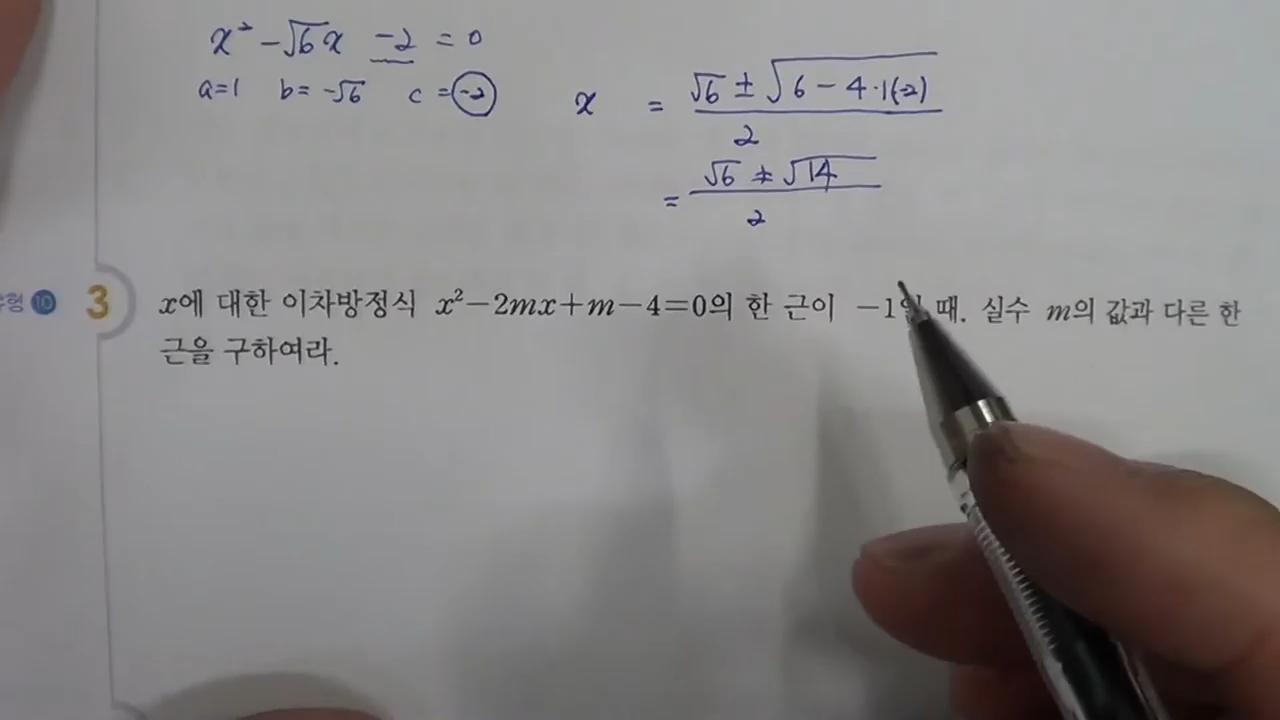 x² - √6x -2 = 0
a=1 b=-√6 c=-2
x = (√6 ± √(6-4·1(-2)))/2
= (√6 ± √14)/2
형 10 3 x에 대한 이차방정식 x²-2mx+m-4=0의 한 근이 -1일 때. 실수 m의 값과 다른 한
근을 구하여라.